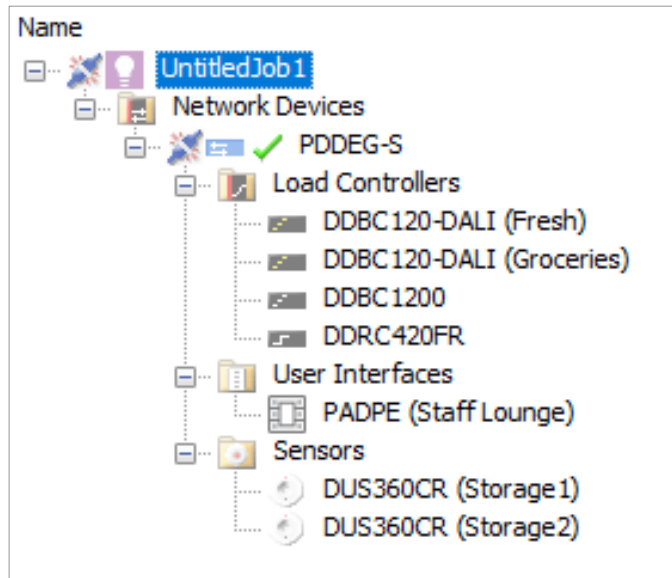 Name
UntitledJob1
Network Devices
PDDEG-S
Load Controllers
DDBC120-DALI (Fresh)
DDBC120-DALI (Groceries)
DDBC1200
DDRC420FR
User Interfaces
PADPE (Staff Lounge)
Sensors
DUS360CR (Storage1)
DUS360CR (Storage2)